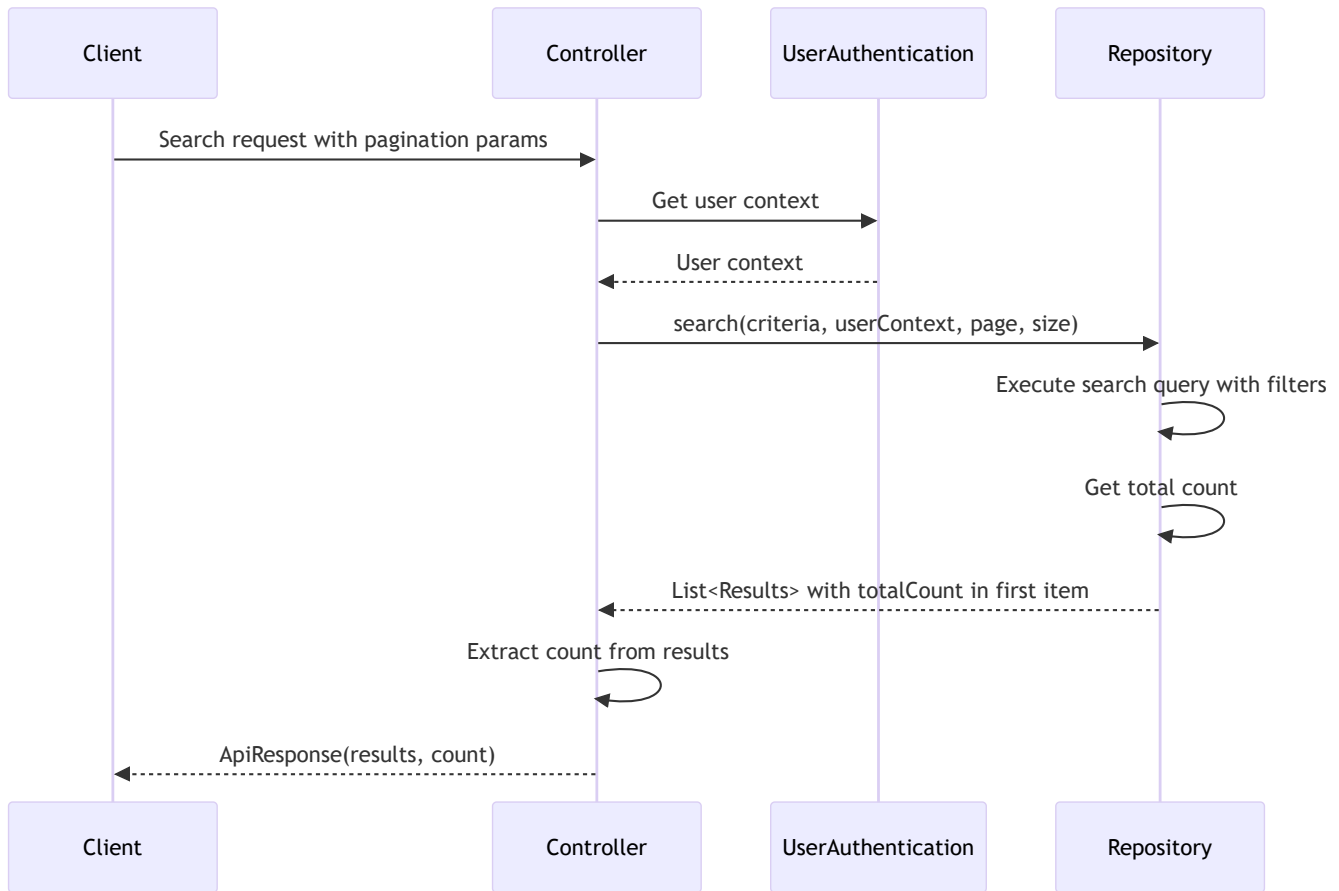 Client
Controller
UserAuthentication
Repository
Search request with pagination params
Get user context
User context
search(criteria, userContext, page, size)
Execute search query with filters
Get total count
List<Results> with totalCount in first item
Extract count from results
ApiResponse(results, count)
Client
Controller
UserAuthentication
Repository